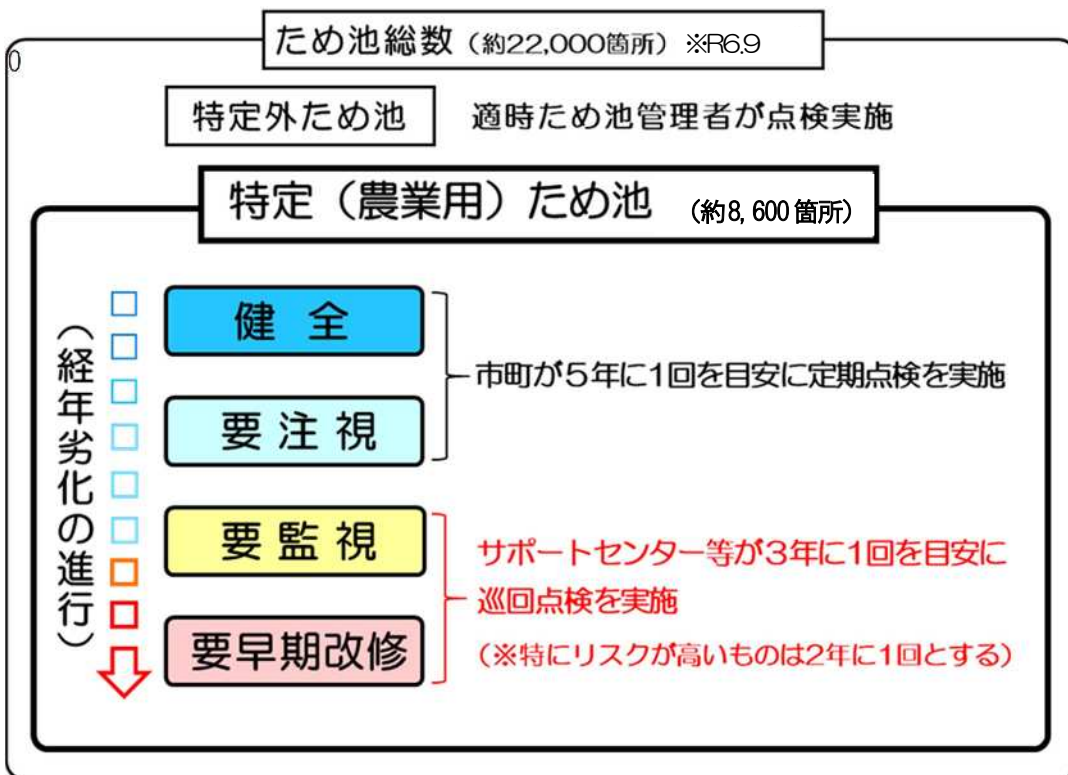 ため池総数（約22,000箇所）※R6.9
0
特定外ため池 適時ため池管理者が点検実施
特定（農業用）ため池 （約8,600箇所）
（経年劣化の進行）
健全
要注視
市町が5年に1回を目安に定期点検を実施
要監視
要早期改修
サポートセンター等が3年に1回を目安に
巡回点検を実施
（※特にリスクが高いものは2年に1回とする）